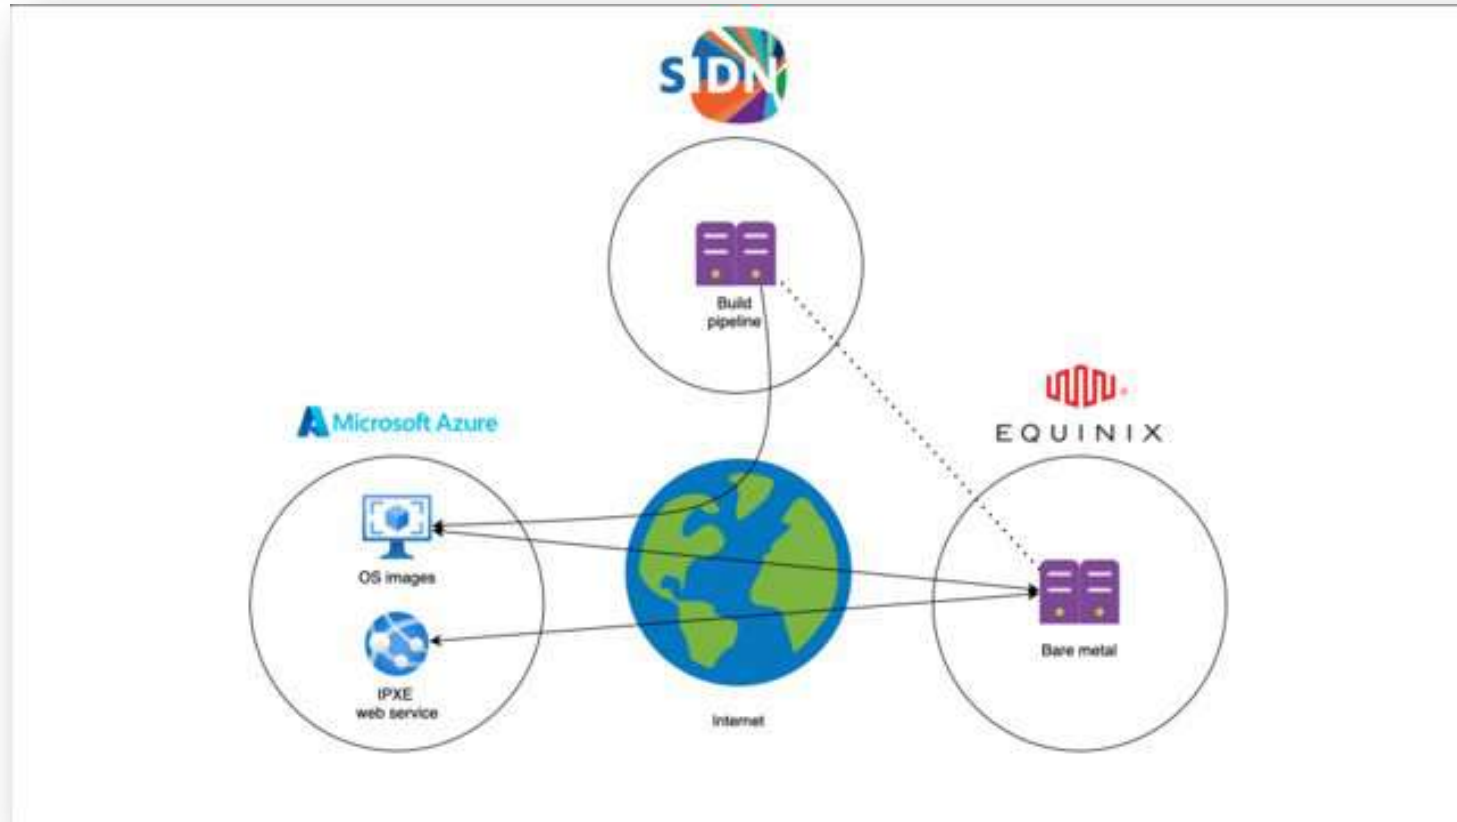 SIDN
Build
pipeline
Microsoft Azure
EQUINIX
OS images
Bare metal
IPXE
web service
Internet